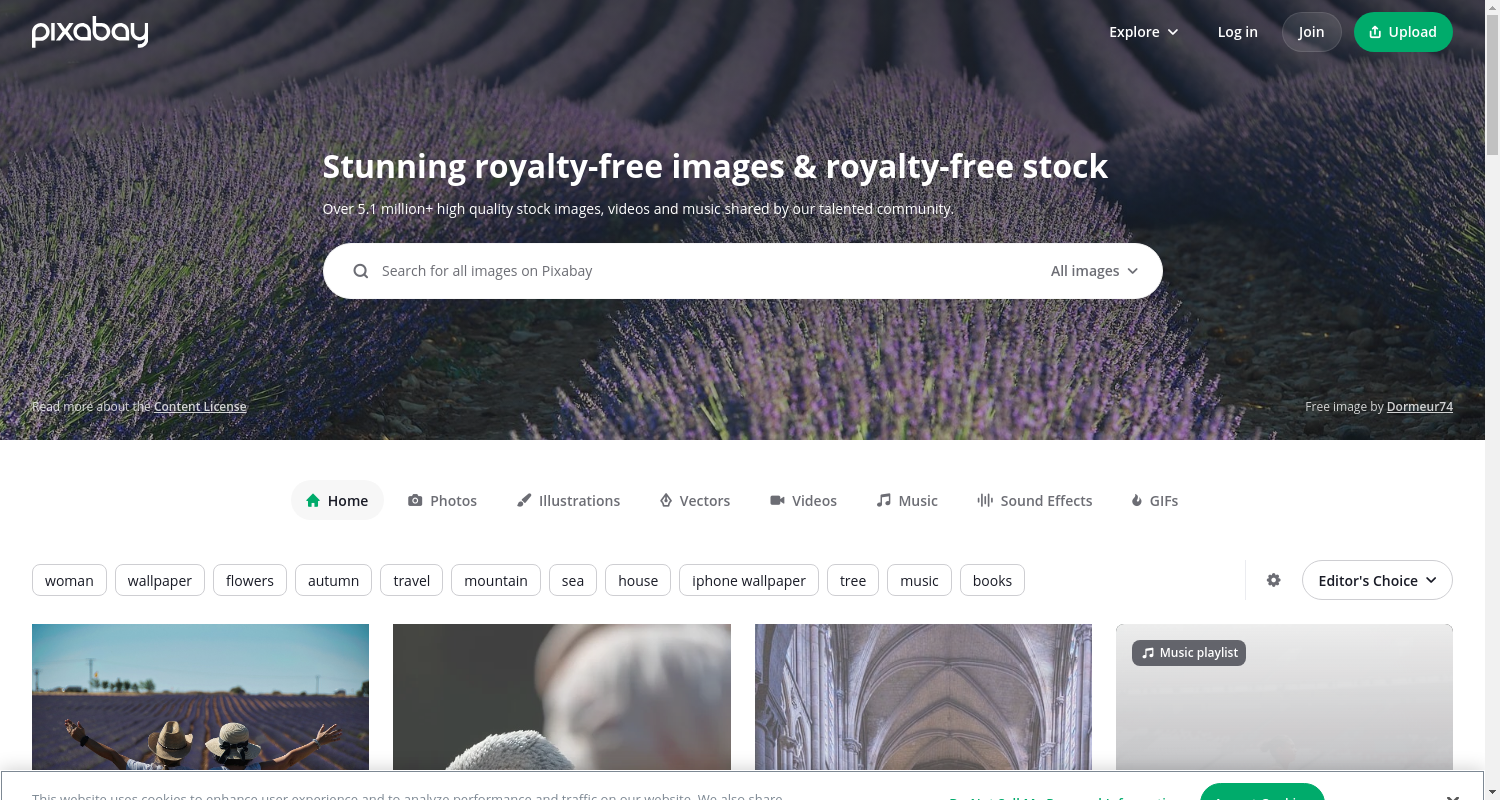 pixabay
Explore
Log in
Join
Upload
Stunning royalty-free images & royalty-free stock
Over 5.1 million+ high quality stock images, videos and music shared by our talented community.
Search for all images on Pixabay
All images
Read more about the Content License
Free image by Dormeur74
Home
Photos
Illustrations
Vectors
Videos
Music
Sound Effects
GIFs
woman
wallpaper
flowers
autumn
travel
mountain
sea
house
iphone wallpaper
tree
music
books
Editor's Choice
Music playlist
This website uses cookies to enhance user experience and to analyze performance and traffic on our website. We also share